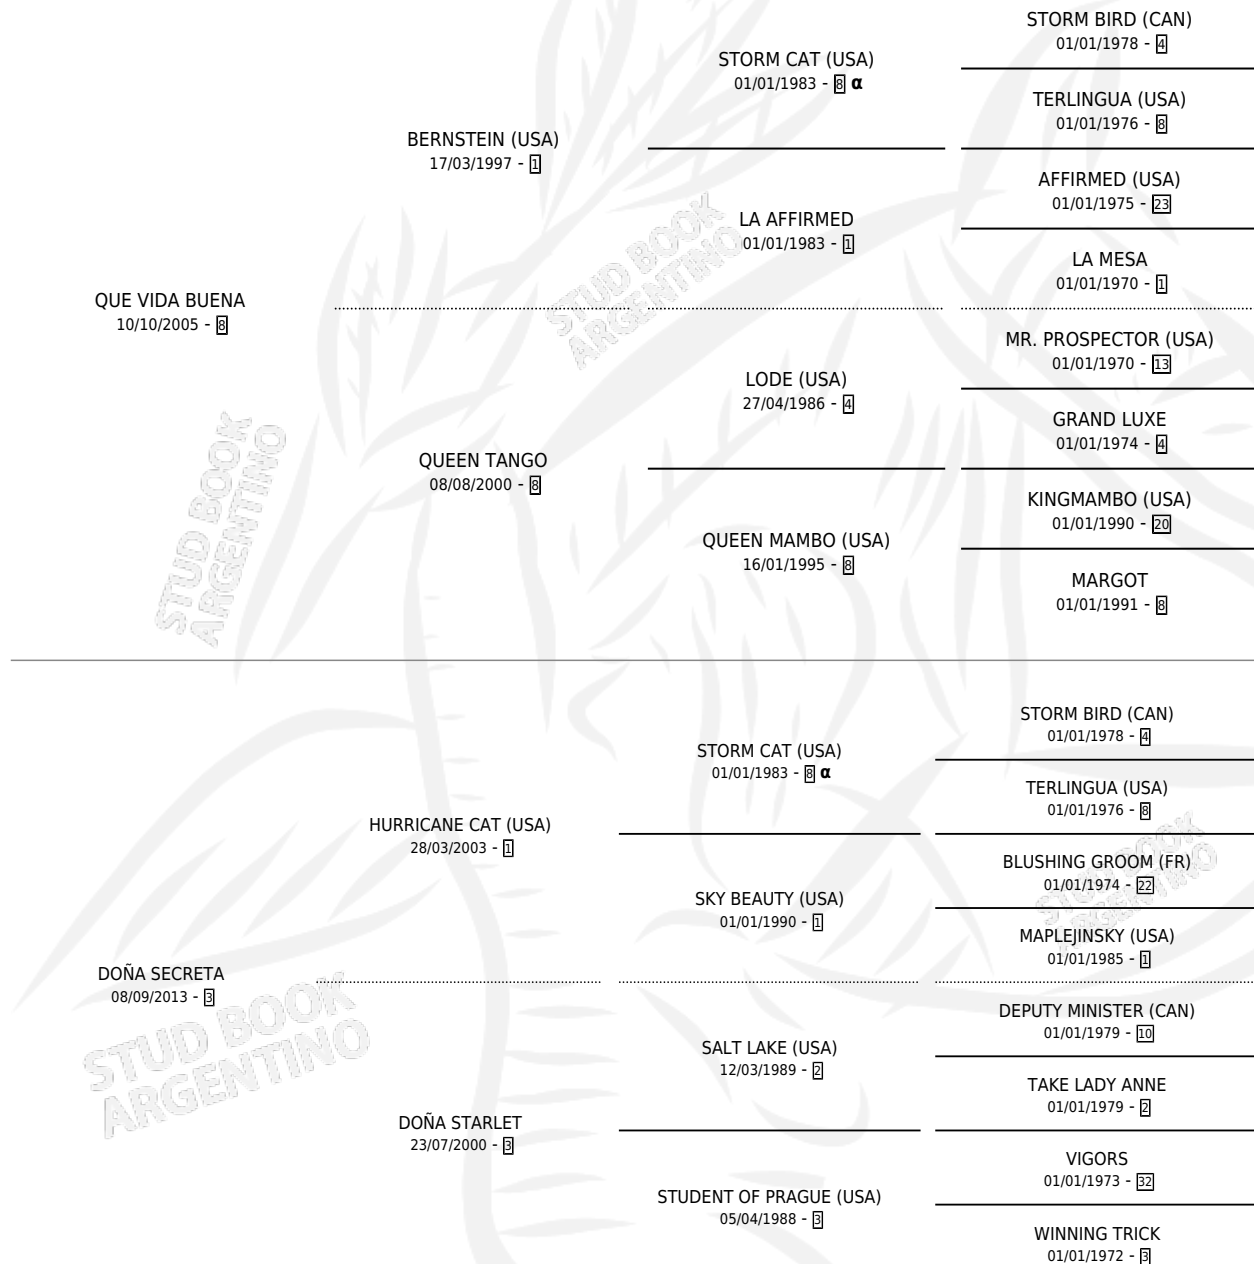 STORM BIRD (CAN)
01/01/1978 - 4
STORM CAT (USA)
01/01/1983 - 8 α
TERLINGUA (USA)
01/01/1976 - 8
BERNSTEIN (USA)
17/03/1997 - 1
AFFIRMED (USA)
01/01/1975 - 23
LA AFFIRMED
01/01/1983 - 1
LA MESA
01/01/1970 - 1
QUE VIDA BUENA
10/10/2005 - 8
MR. PROSPECTOR (USA)
01/01/1970 - 13
LODE (USA)
27/04/1986 - 4
GRAND LUXE
01/01/1974 - 4
QUEEN TANGO
08/08/2000 - 8
KINGMAMBO (USA)
01/01/1990 - 20
QUEEN MAMBO (USA)
16/01/1995 - 8
MARGOT
01/01/1991 - 8
STUD BOOK
ARGENTINO
STUD BOOK
ARGENTINO
STORM BIRD (CAN)
01/01/1978 - 4
STORM CAT (USA)
01/01/1983 - 8 α
TERLINGUA (USA)
01/01/1976 - 8
HURRICANE CAT (USA)
28/03/2003 - 1
BLUSHING GROOM (FR)
01/01/1974 - 22
SKY BEAUTY (USA)
01/01/1990 - 1
MAPLEJINSKY (USA)
01/01/1985 - 1
DOÑA SECRETA
08/09/2013 - 3
DEPUTY MINISTER (CAN)
01/01/1979 - 10
SALT LAKE (USA)
12/03/1989 - 2
TAKE LADY ANNE
01/01/1979 - 2
DOÑA STARLET
23/07/2000 - 3
VIGORS
01/01/1973 - 32
STUDENT OF PRAGUE (USA)
05/04/1988 - 3
WINNING TRICK
01/01/1972 - 3
STUD BOOK
ARGENTINO
STUD BOOK
ARGENTINO